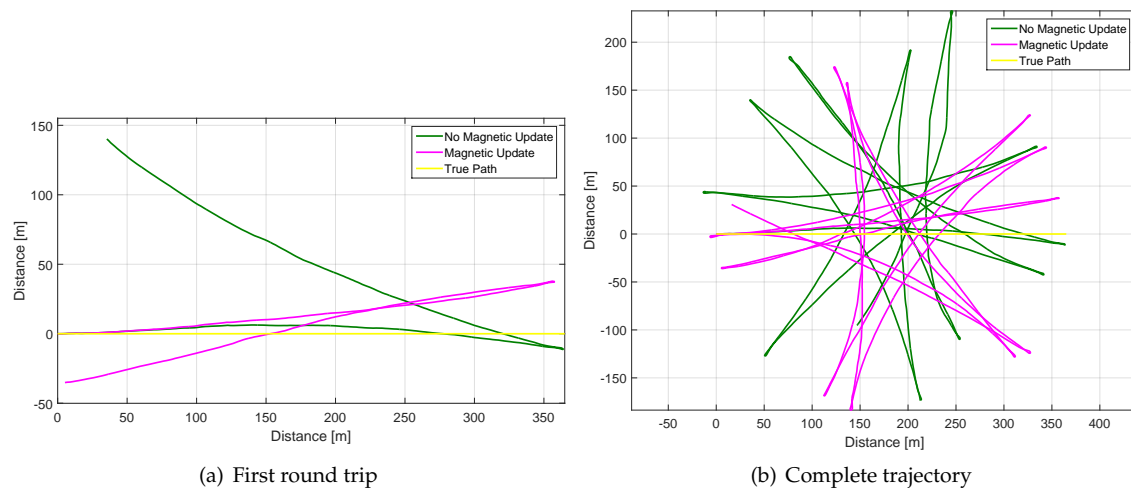 150
100
50
0
-50
Distance [m]
0
50
100
150
200
250
300
350
Distance [m]
No Magnetic Update
Magnetic Update
True Path
(a) First round trip
200
150
100
50
0
-50
-100
-150
Distance [m]
-50
0
50
100
150
200
250
300
350
400
Distance [m]
No Magnetic Update
Magnetic Update
True Path
(b) Complete trajectory